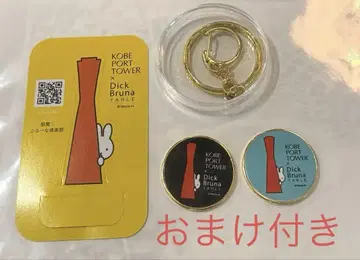 KOBE
PORT
TOWER
×
Dick
Bruna
TABLE
KOBE
PORT
TOWER
×
Dick
Bruna
TABLE
KOBE
PORT
TOWER
×
Dick
Bruna
TABLE
おまけ付き